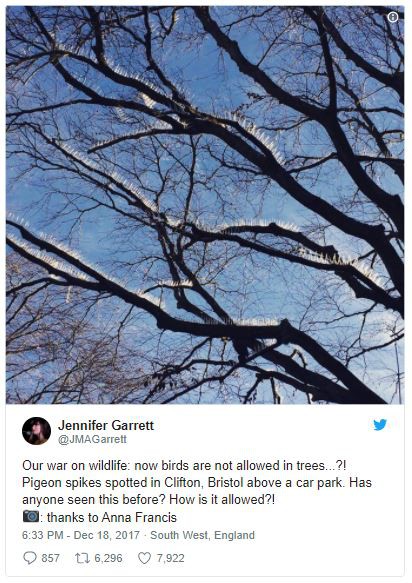 Jennifer Garrett
@JMAGarrett
Our war on wildlife: now birds are not allowed in trees...?!
Pigeon spikes spotted in Clifton, Bristol above a car park. Has
anyone seen this before? How is it allowed?!
📷: thanks to Anna Francis
6:33 PM - Dec 18, 2017 · South West, England
857 6,296 7,922